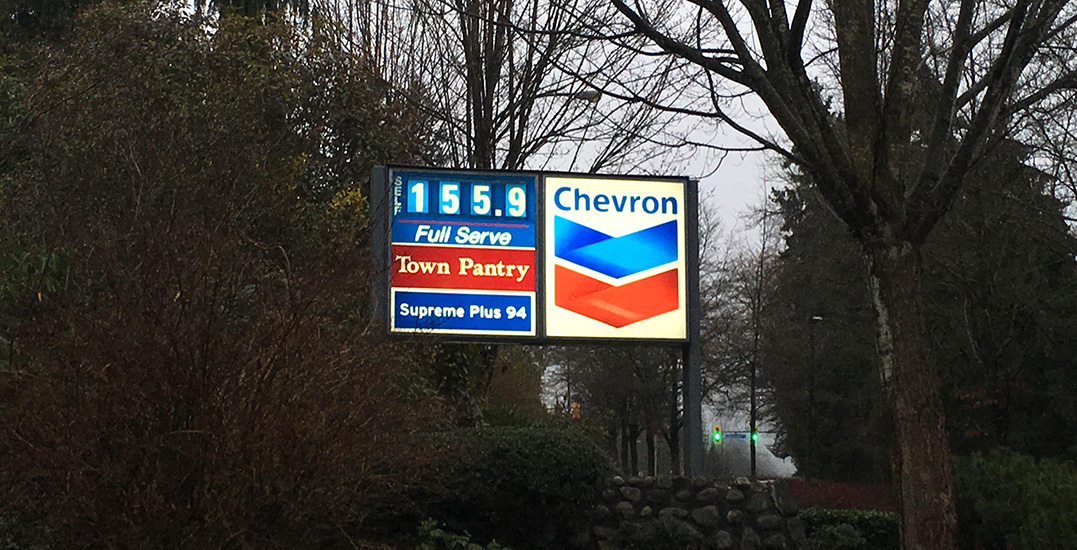 SELF
155.9
Full Serve
Town Pantry
Supreme Plus 94
Chevron